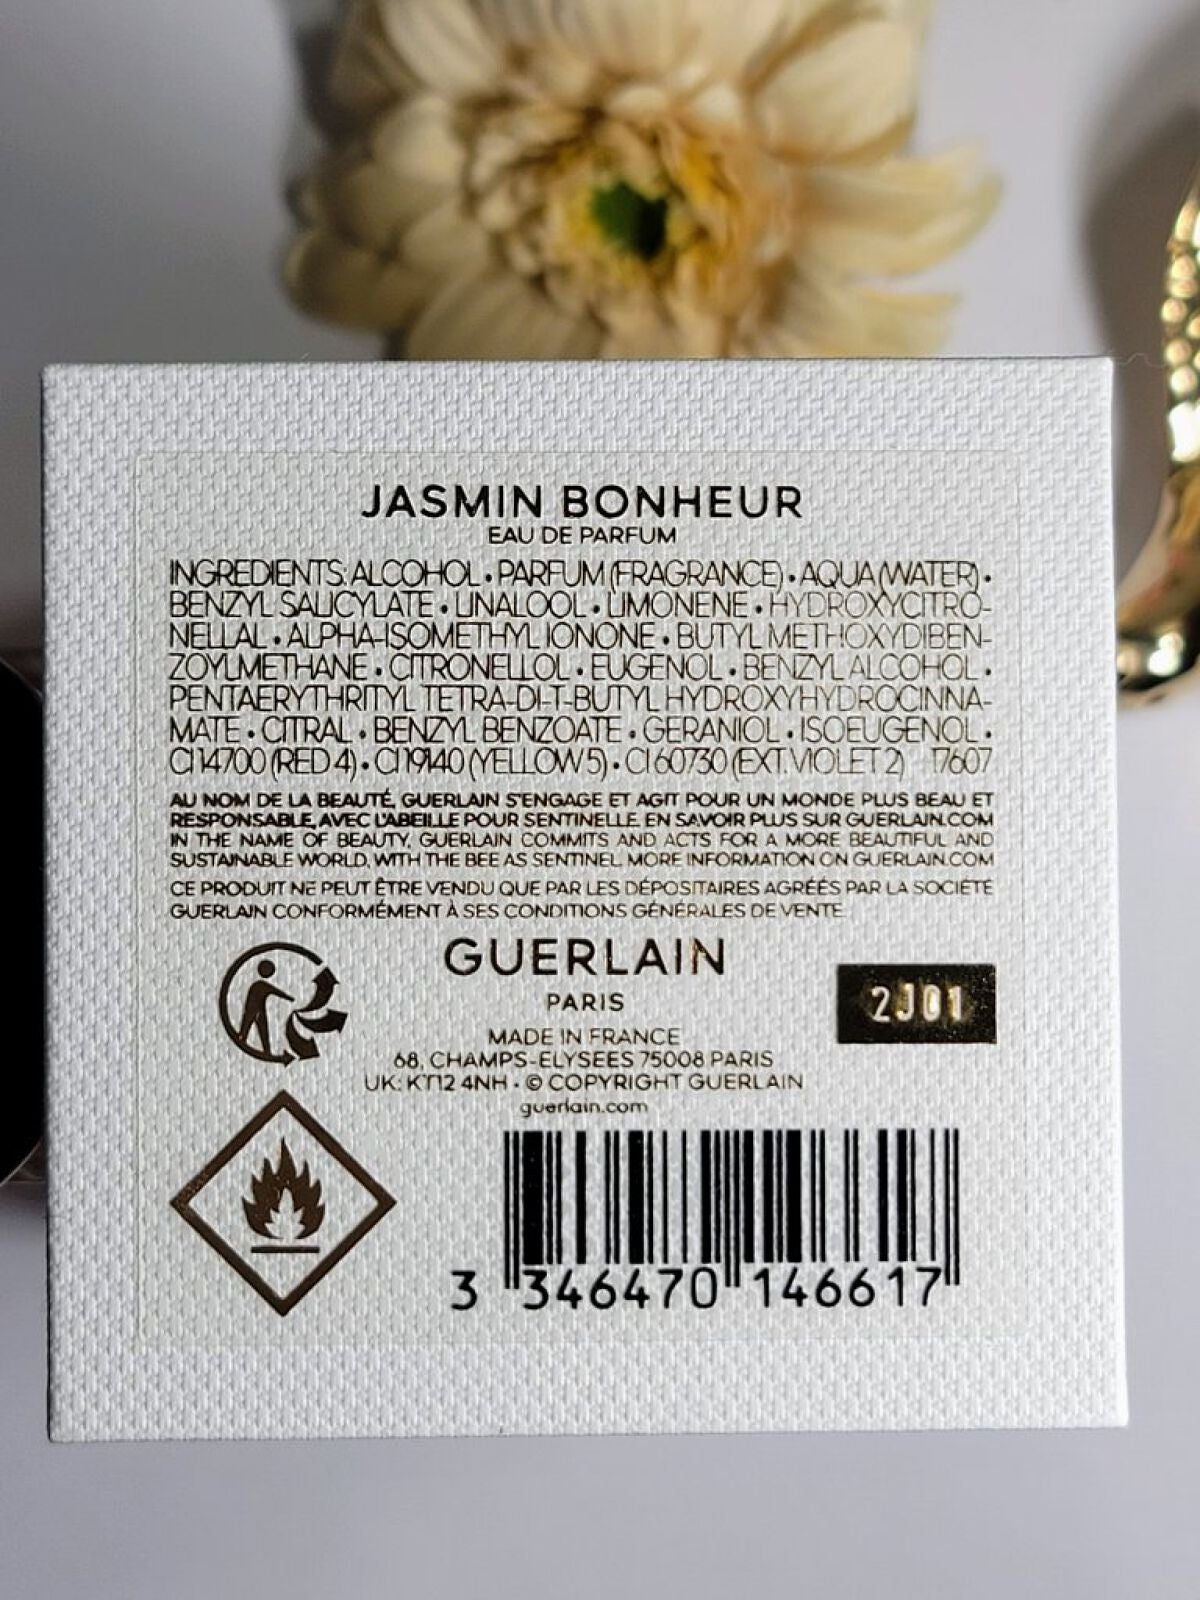 JASMIN BONHEUR
EAU DE PARFUM
INGREDIENTS: ALCOHOL • PARFUM (FRAGRANCE) • AQUA (WATER) •
BENZYL SALICYLATE • LINALOOL • LIMONENE • HYDROXYCITRO-
NELLAL • ALPHA-ISOMETHYL IONONE • BUTYL METHOXYDIBEN-
ZOYLMETHANE • CITRONELLOL • EUGENOL • BENZYL ALCOHOL •
PENTAERYTHRITYL TETRA-DI-T-BUTYL HYDROXYHYDROCINNA-
MATE • CITRAL • BENZYL BENZOATE • GERANIOL • ISOEUGENOL •
CI 14700 (RED 4) • CI 19140 (YELLOW 5) • CI 60730 (EXT. VIOLET 2) 17607
AU NOM DE LA BEAUTÉ, GUERLAIN S'ENGAGE ET AGIT POUR UN MONDE PLUS BEAU ET
RESPONSABLE, AVEC L'ABEILLE POUR SENTINELLE. EN SAVOIR PLUS SUR GUERLAIN.COM
IN THE NAME OF BEAUTY, GUERLAIN COMMITS AND ACTS FOR A MORE BEAUTIFUL AND
SUSTAINABLE WORLD, WITH THE BEE AS SENTINEL. MORE INFORMATION ON GUERLAIN.COM
CE PRODUIT NE PEUT ÊTRE VENDU QUE PAR LES DÉPOSITAIRES AGRÉÉS PAR LA SOCIÉTÉ
GUERLAIN CONFORMÉMENT À SES CONDITIONS GÉNÉRALES DE VENTE.
GUERLAIN
PARIS
2J01
MADE IN FRANCE
68, CHAMPS-ELYSEES 75008 PARIS
UK: KT12 4NH • © COPYRIGHT GUERLAIN
guerlain.com
3 346470 146617